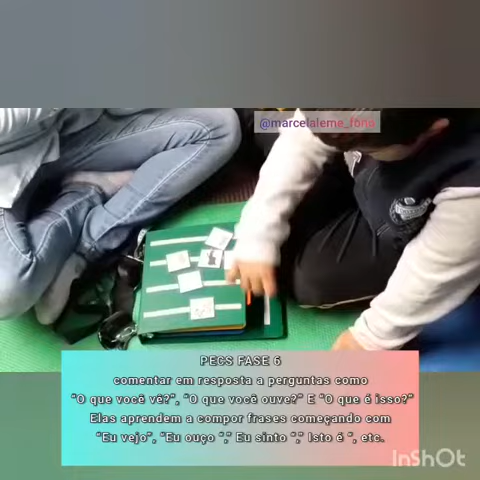 @marcelaleme_fono
PECS FASE 6
comentar em resposta a perguntas como
"O que você vê?", "O que você ouve?" E "O que é isso?"
Elas aprendem a compor frases começando com
"Eu vejo", "Eu ouço "," Eu sinto "," Isto é ", etc.
InShOt